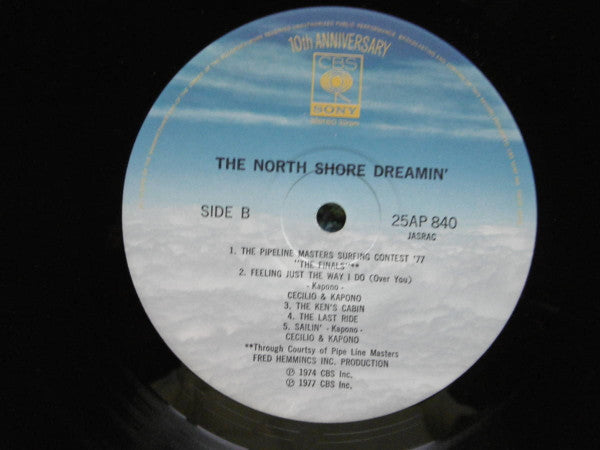 10th ANNIVERSARY
CBS
SONY
THE NORTH SHORE DREAMIN'
SIDE B
25AP 840
JASRAC
1. THE PIPELINE MASTERS SURFING CONTEST '77
"THE FINALS"**
2. FEELING JUST THE WAY I DO (Over You)
- Kapono -
CECILIO & KAPONO
3. THE KEN'S CABIN
4. THE LAST RIDE
5. SAILIN' - Kapono -
CECILIO & KAPONO
**Through Courtsy of Pipe Line Masters
FRED HEMMINCS INC. PRODUCTION
Ⓟ 1974 CBS Inc.
Ⓟ 1977 CBS Inc.